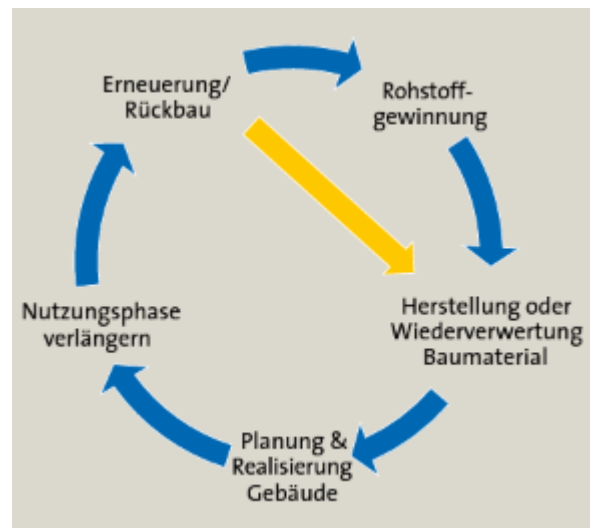 Erneuerung/
Rückbau
Rohstoff-
gewinnung
Herstellung oder
Wiederverwertung
Baumaterial
Planung &
Realisierung
Gebäude
Nutzungsphase
verlängern